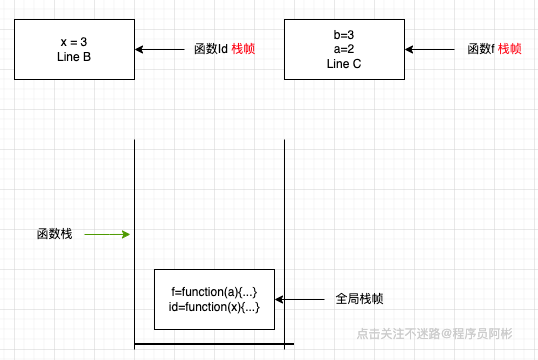 x = 3
Line B
函数Id 栈帧
b=3
a=2
Line C
函数f 栈帧
函数栈
f=function(a){...}
id=function(x){...}
全局栈帧
点击关注不迷路@程序员阿彬